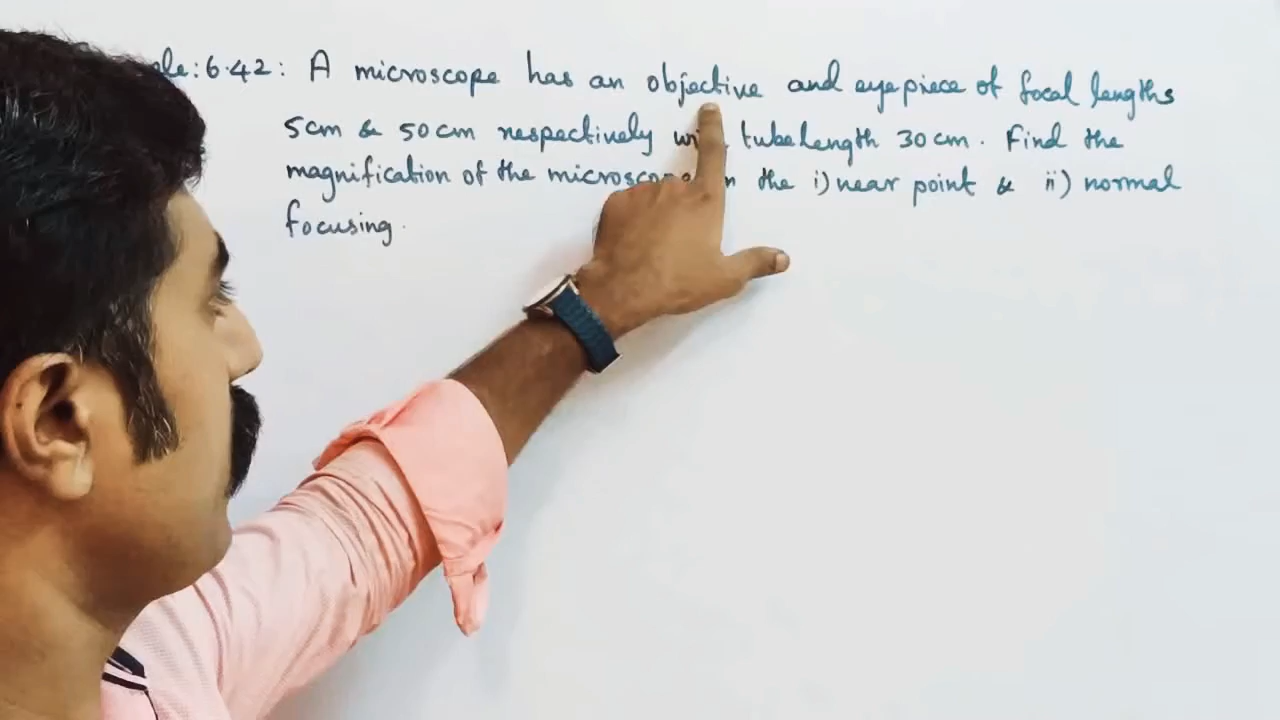 6.42: A microscope has an objective and eyepiece of focal lengths
5cm & 50cm respectively tube length 30cm. Find the
magnification of the microscope the i) near point & ii) normal
focusing.